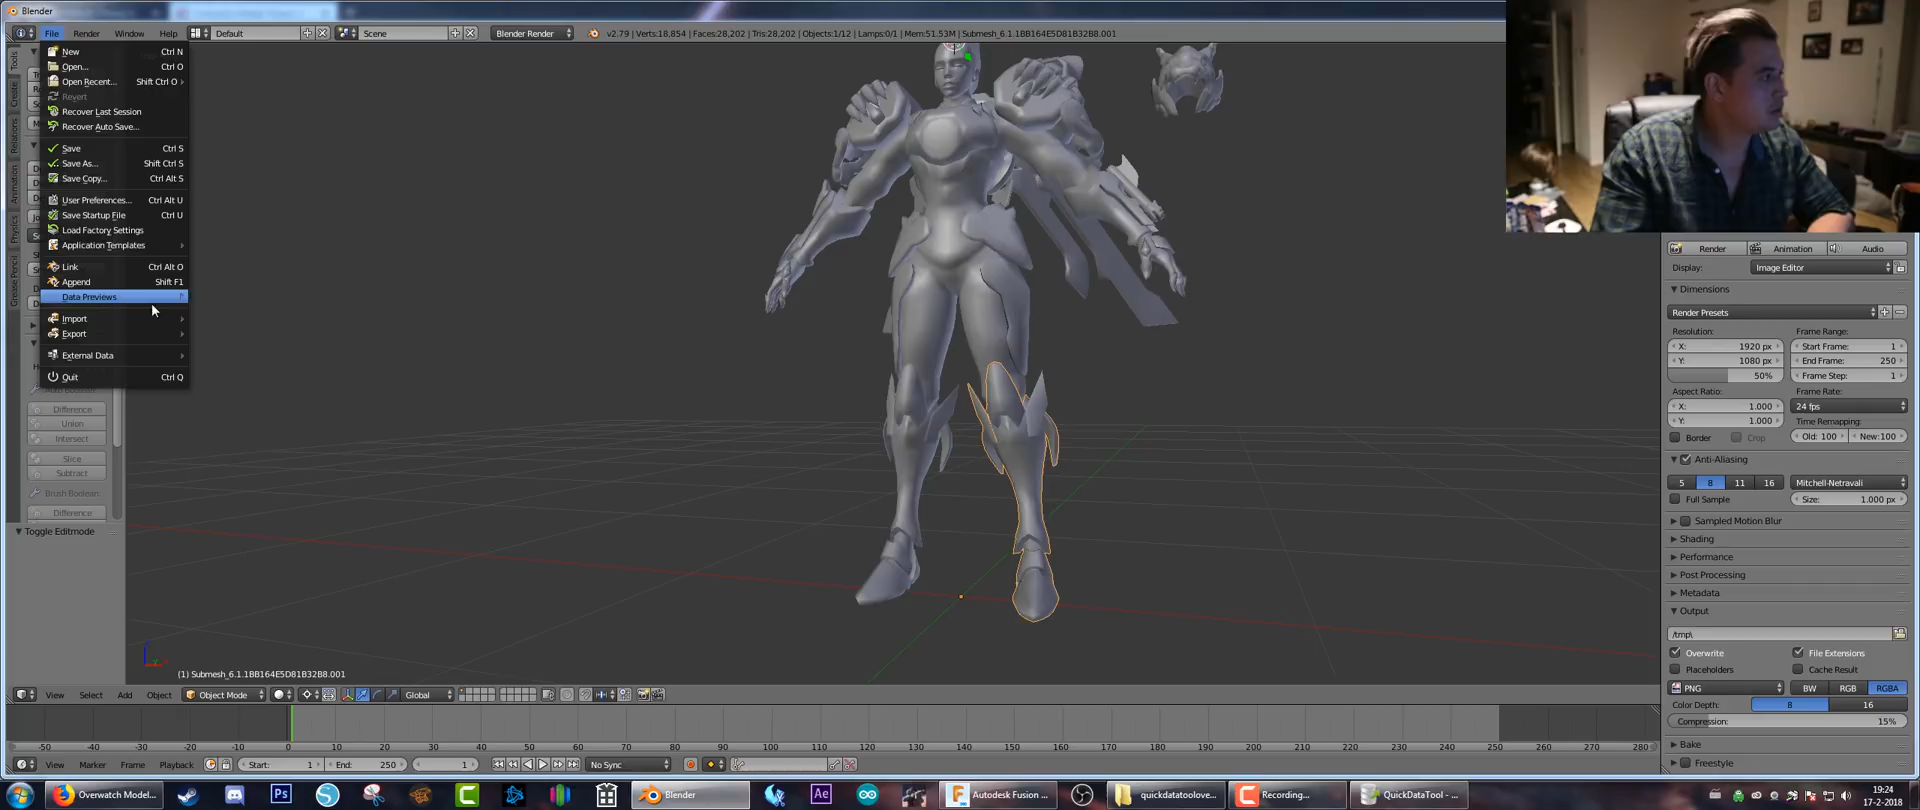 Blender
File Render Window Help Default Scene Blender Render v2.79 | Verts:18,854 | Faces:28,202 | Tris:28,202 | Objects:1/12 | Lamps:0/1 | Mem:51.53M | Submesh_6.1.1BB164E5D81B32B8.001
New Ctrl N
Open... Ctrl O
Open Recent... Shift Ctrl O
Revert
Recover Last Session
Recover Auto Save...
Save Ctrl S
Save As... Shift Ctrl S
Save Copy... Ctrl Alt S
User Preferences... Ctrl Alt U
Save Startup File Ctrl U
Load Factory Settings
Application Templates
Link Ctrl Alt O
Append Shift F1
Data Previews
Import
Export
External Data
Quit Ctrl Q
Tools
Create
Relations
Animation
Physics
Grease Pencil
Difference
Union
Intersect
Slice
Subtract
Brush Boolean
Difference
Toggle Editmode
(1) Submesh_6.1.1BB164E5D81B32B8.001
View Select Add Object Object Mode Global
-50 -40 -30 -20 -10 0 10 20 30 40 50 60 70 80 90 100 110 120 130 140 150 160 170 180 190 200 210 220 230 240 250 260 270 280
View Marker Frame Playback Start: 1 End: 250 1 No Sync
Render Animation Audio
Display: Image Editor
Dimensions
Render Presets
Resolution: Frame Range:
X: 1920 px Start Frame: 1
Y: 1080 px End Frame: 250
50% Frame Step: 1
Aspect Ratio: Frame Rate:
X: 1.000 24 fps
Y: 1.000 Time Remapping:
Border Crop Old: 100 New:100
Anti-Aliasing
5 8 11 16 Mitchell-Netravali
Full Sample Size: 1.000 px
Sampled Motion Blur
Shading
Performance
Post Processing
Metadata
Output
/tmp\
Overwrite File Extensions
Placeholders Cache Result
PNG BW RGB RGBA
Color Depth: 8 16
Compression: 15%
Bake
Freestyle
Overwatch Model... Ps Blender Ae Autodesk Fusion ... quickdatatoolove... Recording... QuickDataTool - ... 19:24
17-2-2018